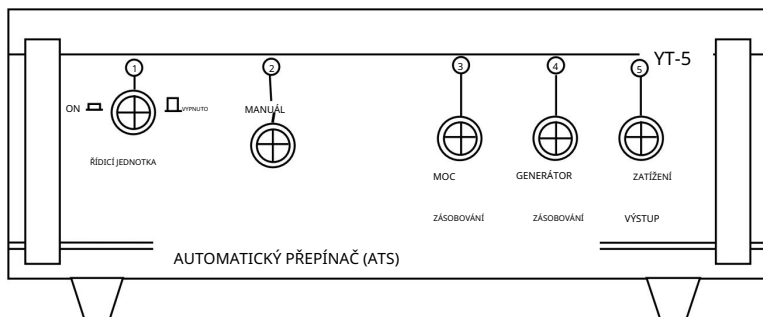 YT-5
1 2 3 4 5
ON VYPNUTO MANUÁL
ŘÍDICÍ JEDNOTKA
MOC GENERÁTOR ZATÍŽENÍ
ZÁSOBOVÁNÍ ZÁSOBOVÁNÍ VÝSTUP
AUTOMATICKÝ PŘEPÍNAČ (ATS)